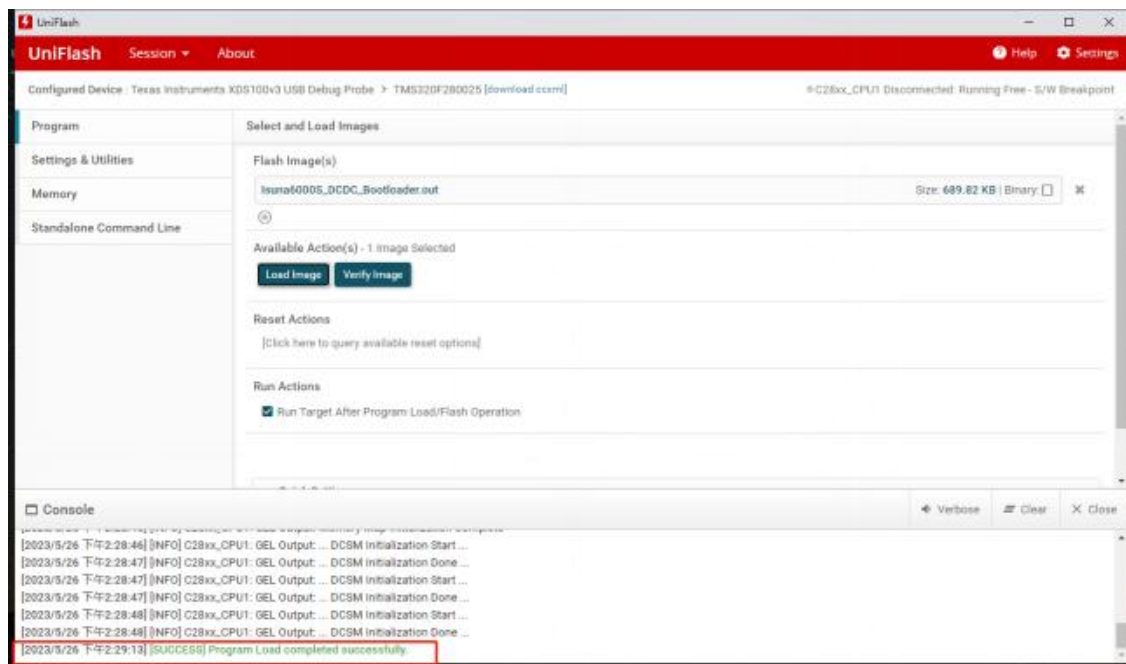 UniFlash
UniFlash Session About Help Settings
Configured Device : Texas Instruments XDS100v3 USB Debug Probe > TMS320F280025 [download ccxml] C28xx_CPU1 Disconnected: Running Free - S/W Breakpoint
Program
Settings & Utilities
Memory
Standalone Command Line
Select and Load Images
Flash Image(s)
Isuna6000S_DCDC_Bootloader.out Size: 689.82 KB | Binary:
Available Action(s) - 1 Image Selected
Load Image Verify Image
Reset Actions
[Click here to query available reset options]
Run Actions
Run Target After Program Load/Flash Operation
Console Verbose Clear Close
[2023/5/26 下午2:28:46] [INFO] C28xx_CPU1: GEL Output: ... DCSM Initialization Start ...
[2023/5/26 下午2:28:47] [INFO] C28xx_CPU1: GEL Output: ... DCSM Initialization Done ...
[2023/5/26 下午2:28:47] [INFO] C28xx_CPU1: GEL Output: ... DCSM Initialization Start ...
[2023/5/26 下午2:28:47] [INFO] C28xx_CPU1: GEL Output: ... DCSM Initialization Done ...
[2023/5/26 下午2:28:48] [INFO] C28xx_CPU1: GEL Output: ... DCSM Initialization Start ...
[2023/5/26 下午2:28:48] [INFO] C28xx_CPU1: GEL Output: ... DCSM Initialization Done ...
[2023/5/26 下午2:29:13] [SUCCESS] Program Load completed successfully.